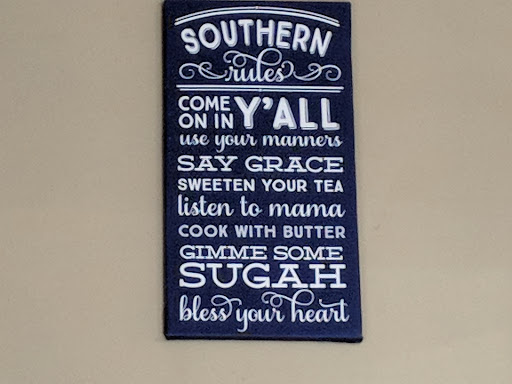 SOUTHERN
rules
COME
ON IN Y'ALL
use your manners
SAY GRACE
SWEETEN YOUR TEA
listen to mama
COOK WITH BUTTER
GIMME SOME
SUGAH
bless your heart